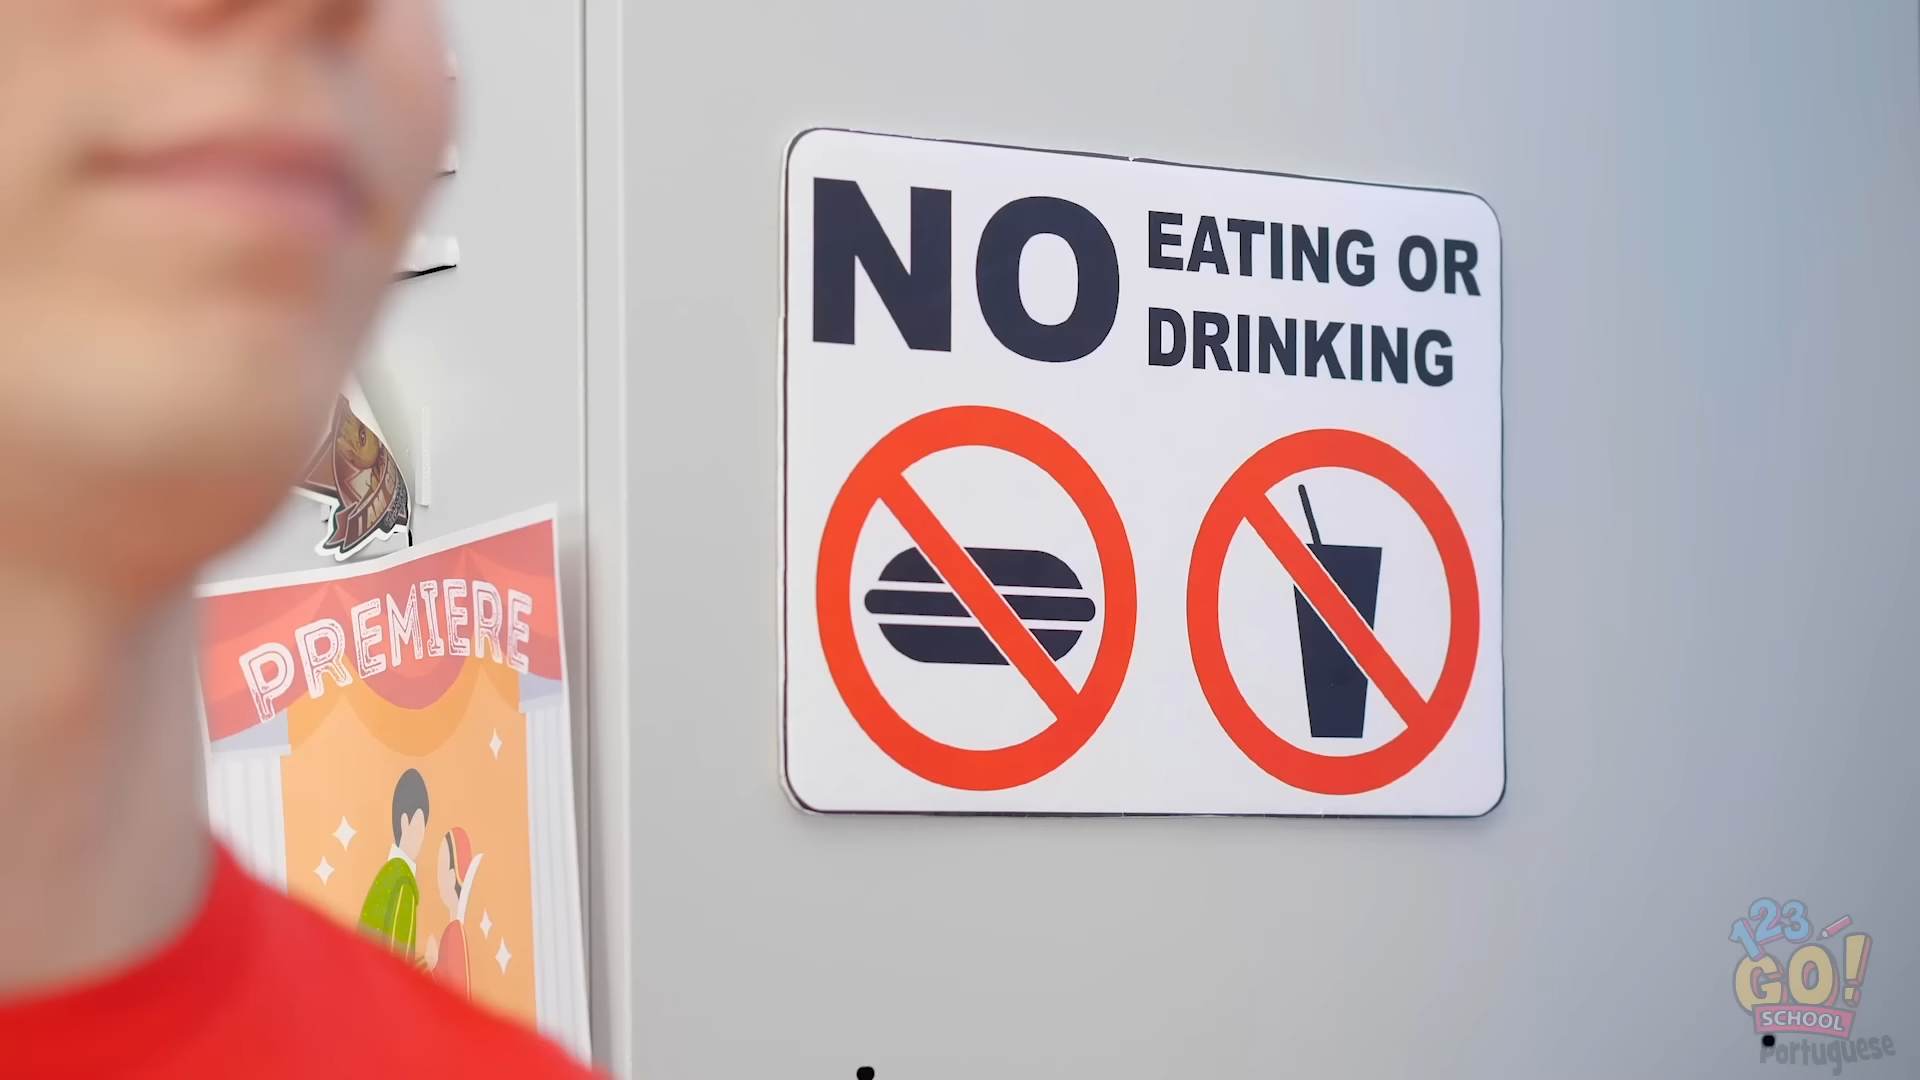 NO EATING OR
DRINKING
PREMIERE
123
GO!
SCHOOL
Portuguese